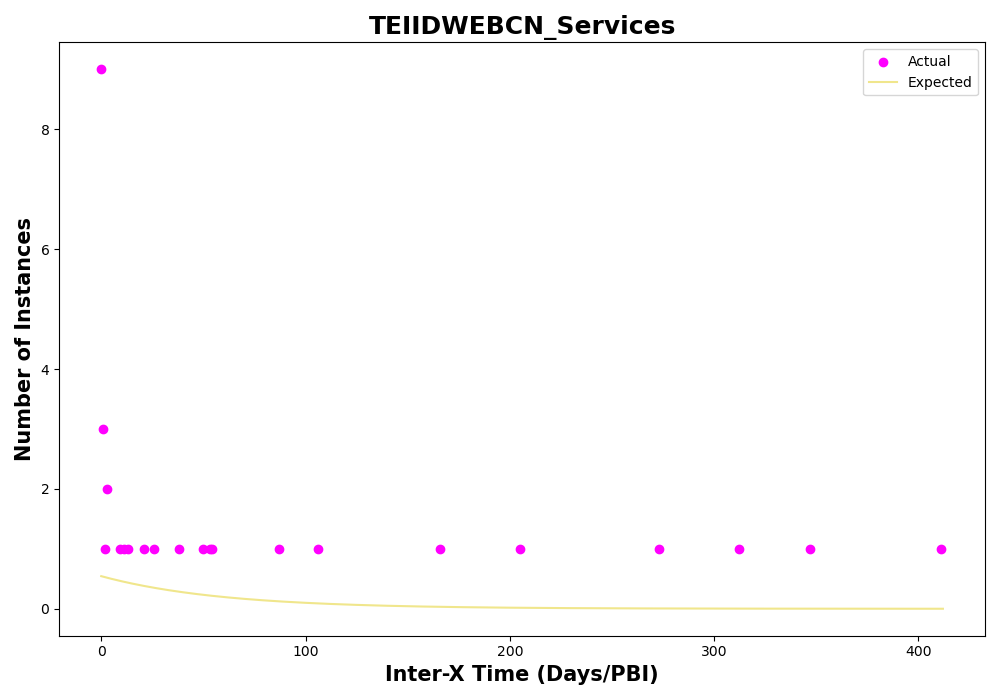 TEIIDWEBCN_Services
Actual
Expected
Number of Instances
8
6
4
2
0
0 100 200 300 400
Inter-X Time (Days/PBI)